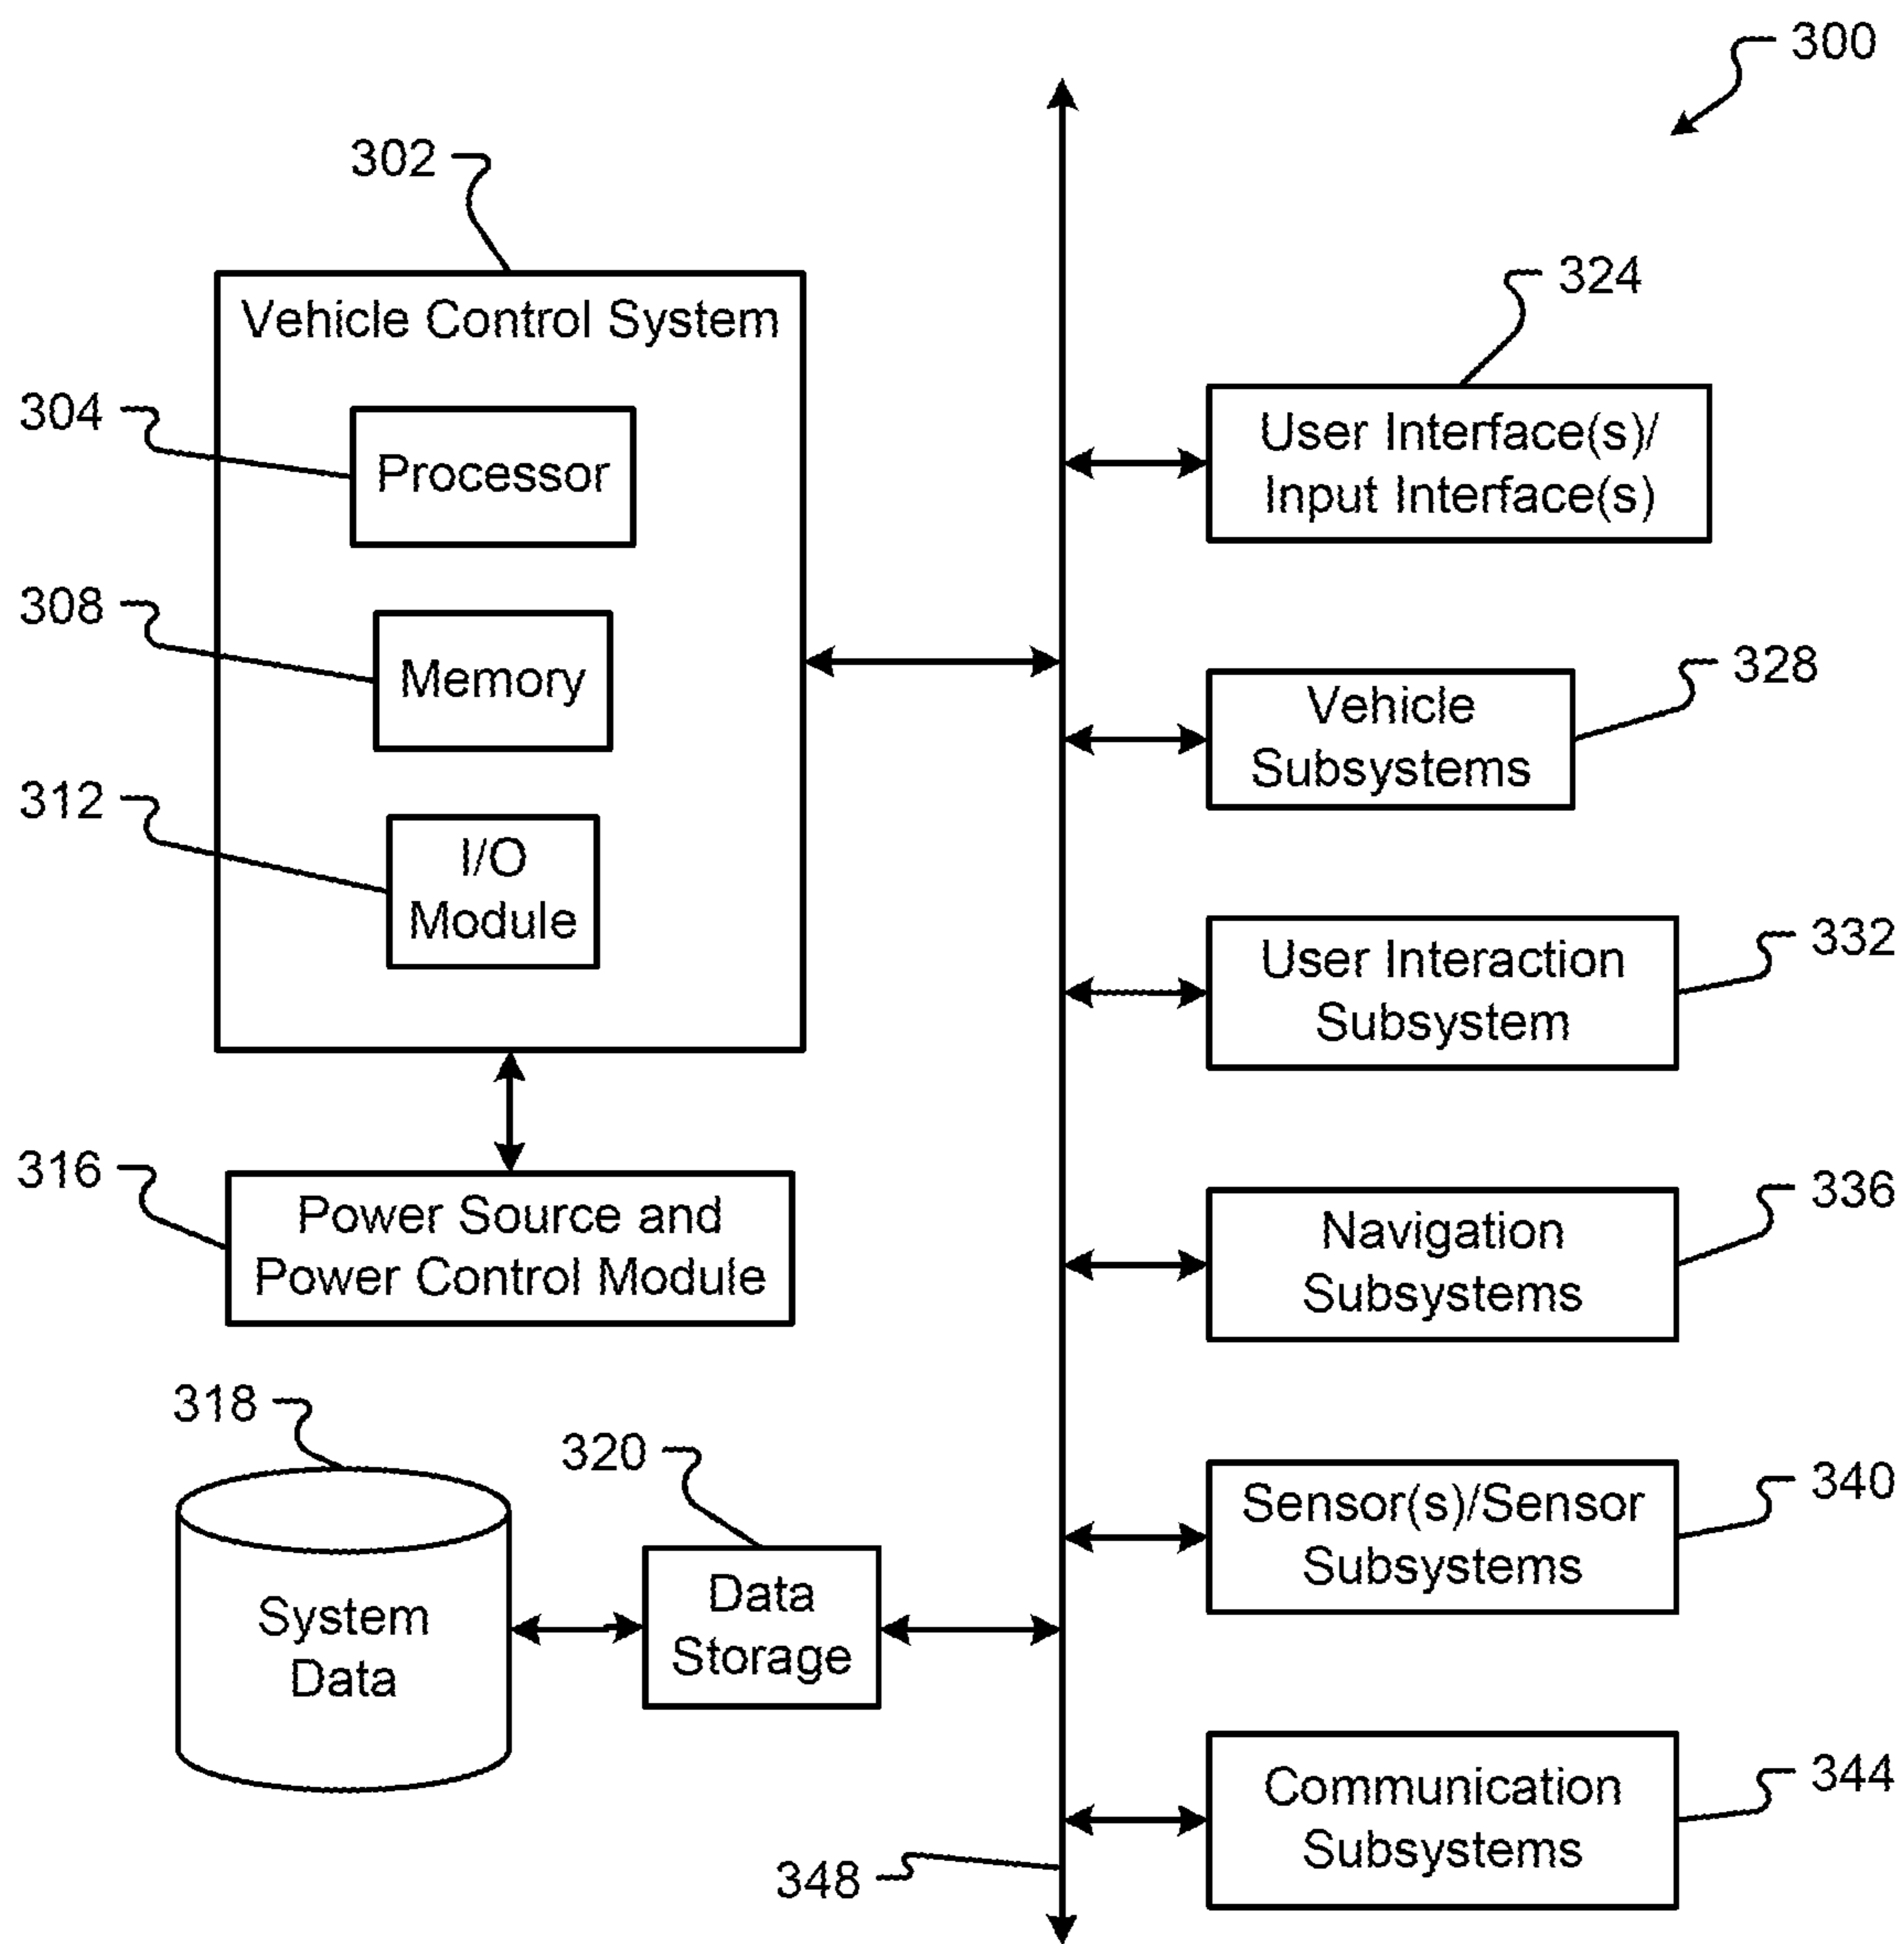 300
302
Vehicle Control System
304
Processor
308
Memory
312
I/O
Module
316
Power Source and
Power Control Module
318
System
Data
320
Data
Storage
324
User Interface(s)/
Input Interface(s)
328
Vehicle
Subsystems
332
User Interaction
Subsystem
336
Navigation
Subsystems
340
Sensor(s)/Sensor
Subsystems
344
Communication
Subsystems
348